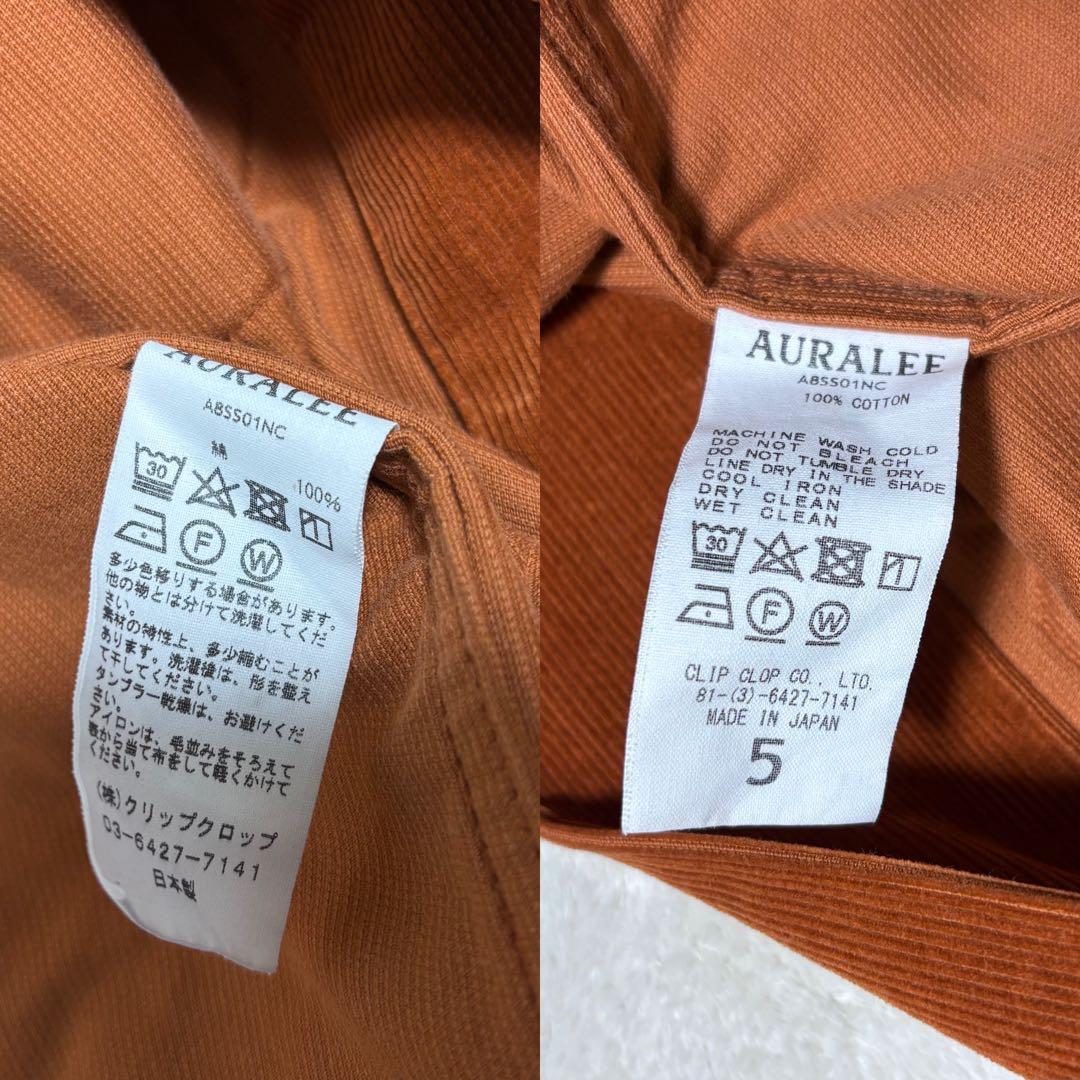 AURALEE
A8SS01NC
綿
100%
30
F W
多少色移りする場合があります。
他の物とは分けて洗濯してくだ
さい。
素材の特性上、多少縮むことが
あります。洗濯後は、形を整え
て干してください。
タンブラー乾燥は、お避けくだ
さい。
アイロンは、毛並みをそろえて
裏から当て布をして軽くかけて
ください。
(株)クリップクロップ
03-6427-7141
日本製
AURALEE
A8SS01NC
100% COTTON
MACHINE WASH COLD
DO NOT BLEACH
DO NOT TUMBLE DRY
LINE DRY IN THE SHADE
COOL IRON
DRY CLEAN
WET CLEAN
30
F W
CLIP CLOP CO., LTD.
81-(3)-6427-7141
MADE IN JAPAN
5